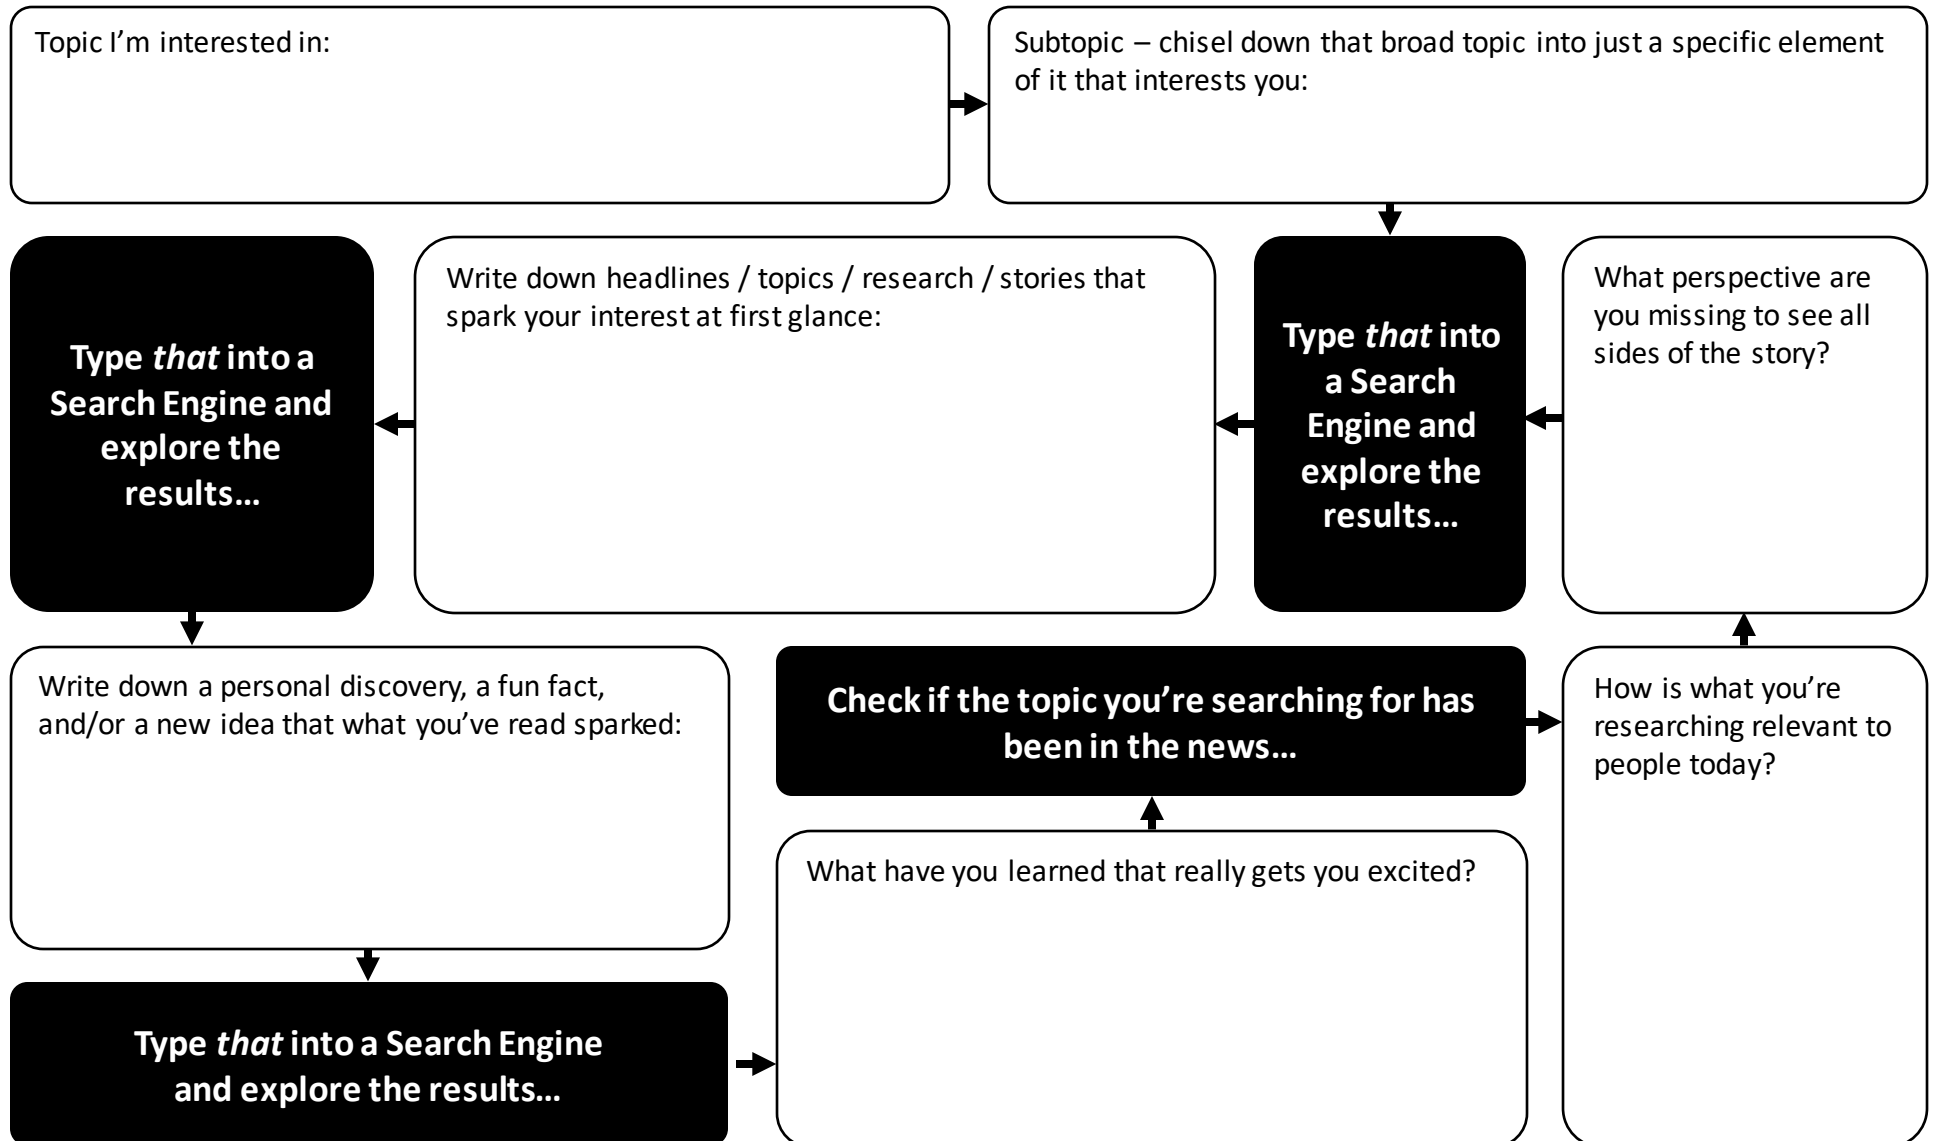 Topic I'm interested in:
Subtopic – chisel down that broad topic into just a specific element
of it that interests you:
Type that into a
Search Engine and
explore the
results...
Write down headlines / topics / research / stories that
spark your interest at first glance:
Type that into
a Search
Engine and
explore the
results...
What perspective are
you missing to see all
sides of the story?
Write down a personal discovery, a fun fact,
and/or a new idea that what you've read sparked:
Check if the topic you're searching for has
been in the news...
How is what you're
researching relevant to
people today?
What have you learned that really gets you excited?
Type that into a Search Engine
and explore the results...